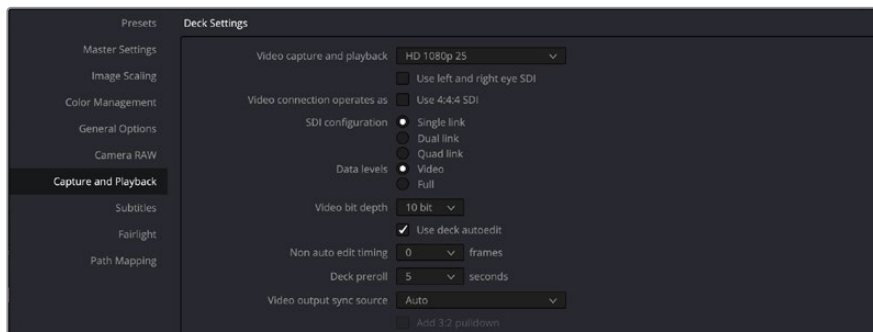 Presets
Master Settings
Image Scaling
Color Management
General Options
Camera RAW
Capture and Playback
Subtitles
Fairlight
Path Mapping
Deck Settings
Video capture and playback HD 1080p 25
Use left and right eye SDI
Video connection operates as Use 4:4:4 SDI
SDI configuration Single link
Dual link
Quad link
Data levels Video
Full
Video bit depth 10 bit
Use deck autoedit
Non auto edit timing 0 frames
Deck preroll 5 seconds
Video output sync source Auto
Add 3:2 pulldown